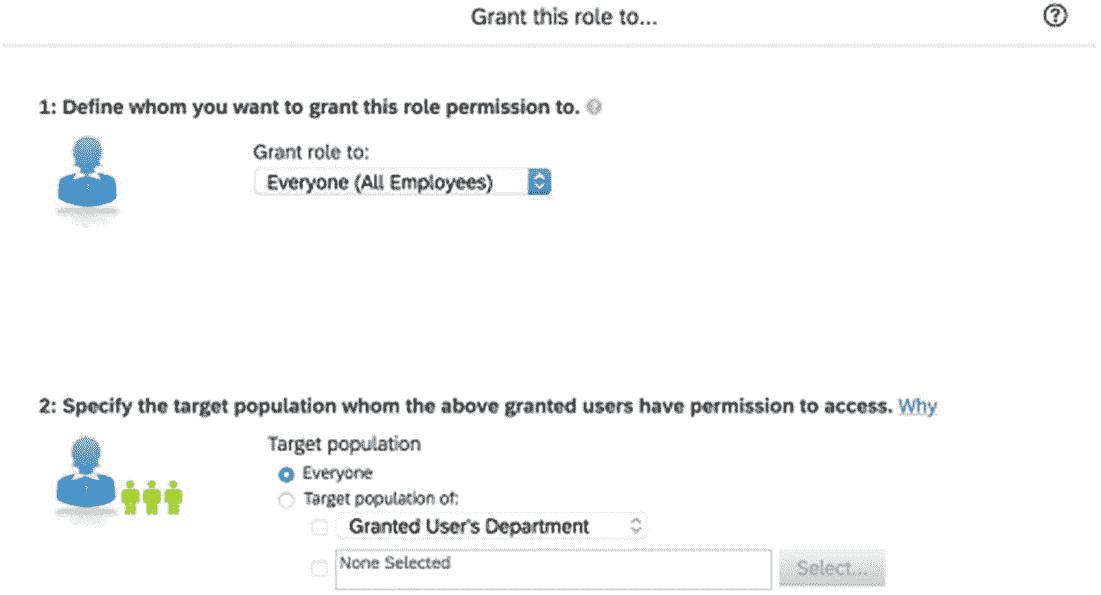 Grant this role to...
1: Define whom you want to grant this role permission to.
Grant role to:
Everyone (All Employees)
2: Specify the target population whom the above granted users have permission to access. Why
Target population
Everyone
Target population of:
Granted User's Department
None Selected
Select...